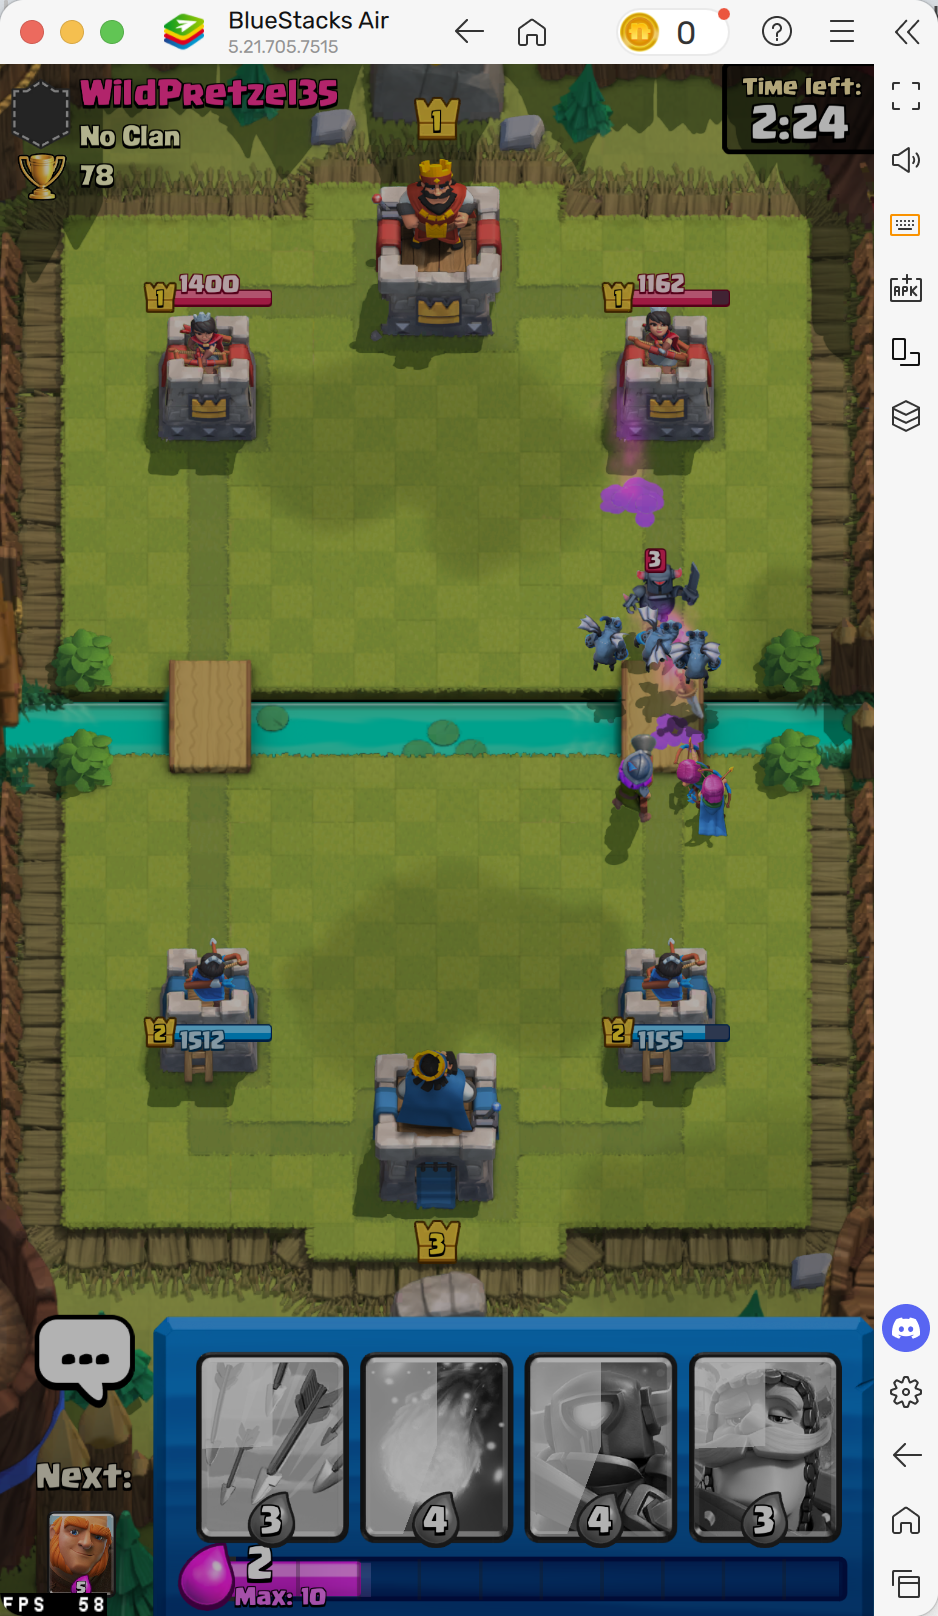 BlueStacks Air
5.21.705.7515
0
WildPretzel35
No Clan
78
Time left:
2:24
1
1
1400
1
1162
APK
3
2
1512
2
1155
3
...
Next:
5
3
4
4
3
2
Max: 10
FPS 58